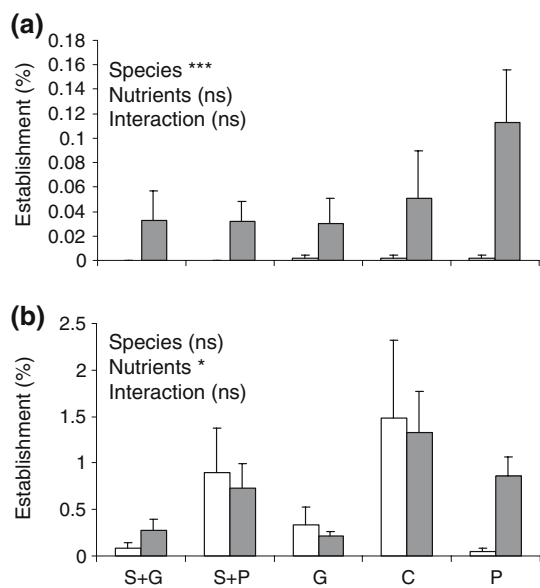 (a)
0.18
0.16
0.14
0.12
0.1
0.08
0.06
0.04
0.02
0
Establishment (%)
Species ***
Nutrients (ns)
Interaction (ns)
(b)
2.5
2
1.5
1
0.5
0
Establishment (%)
Species (ns)
Nutrients *
Interaction (ns)
S+G S+P G C P